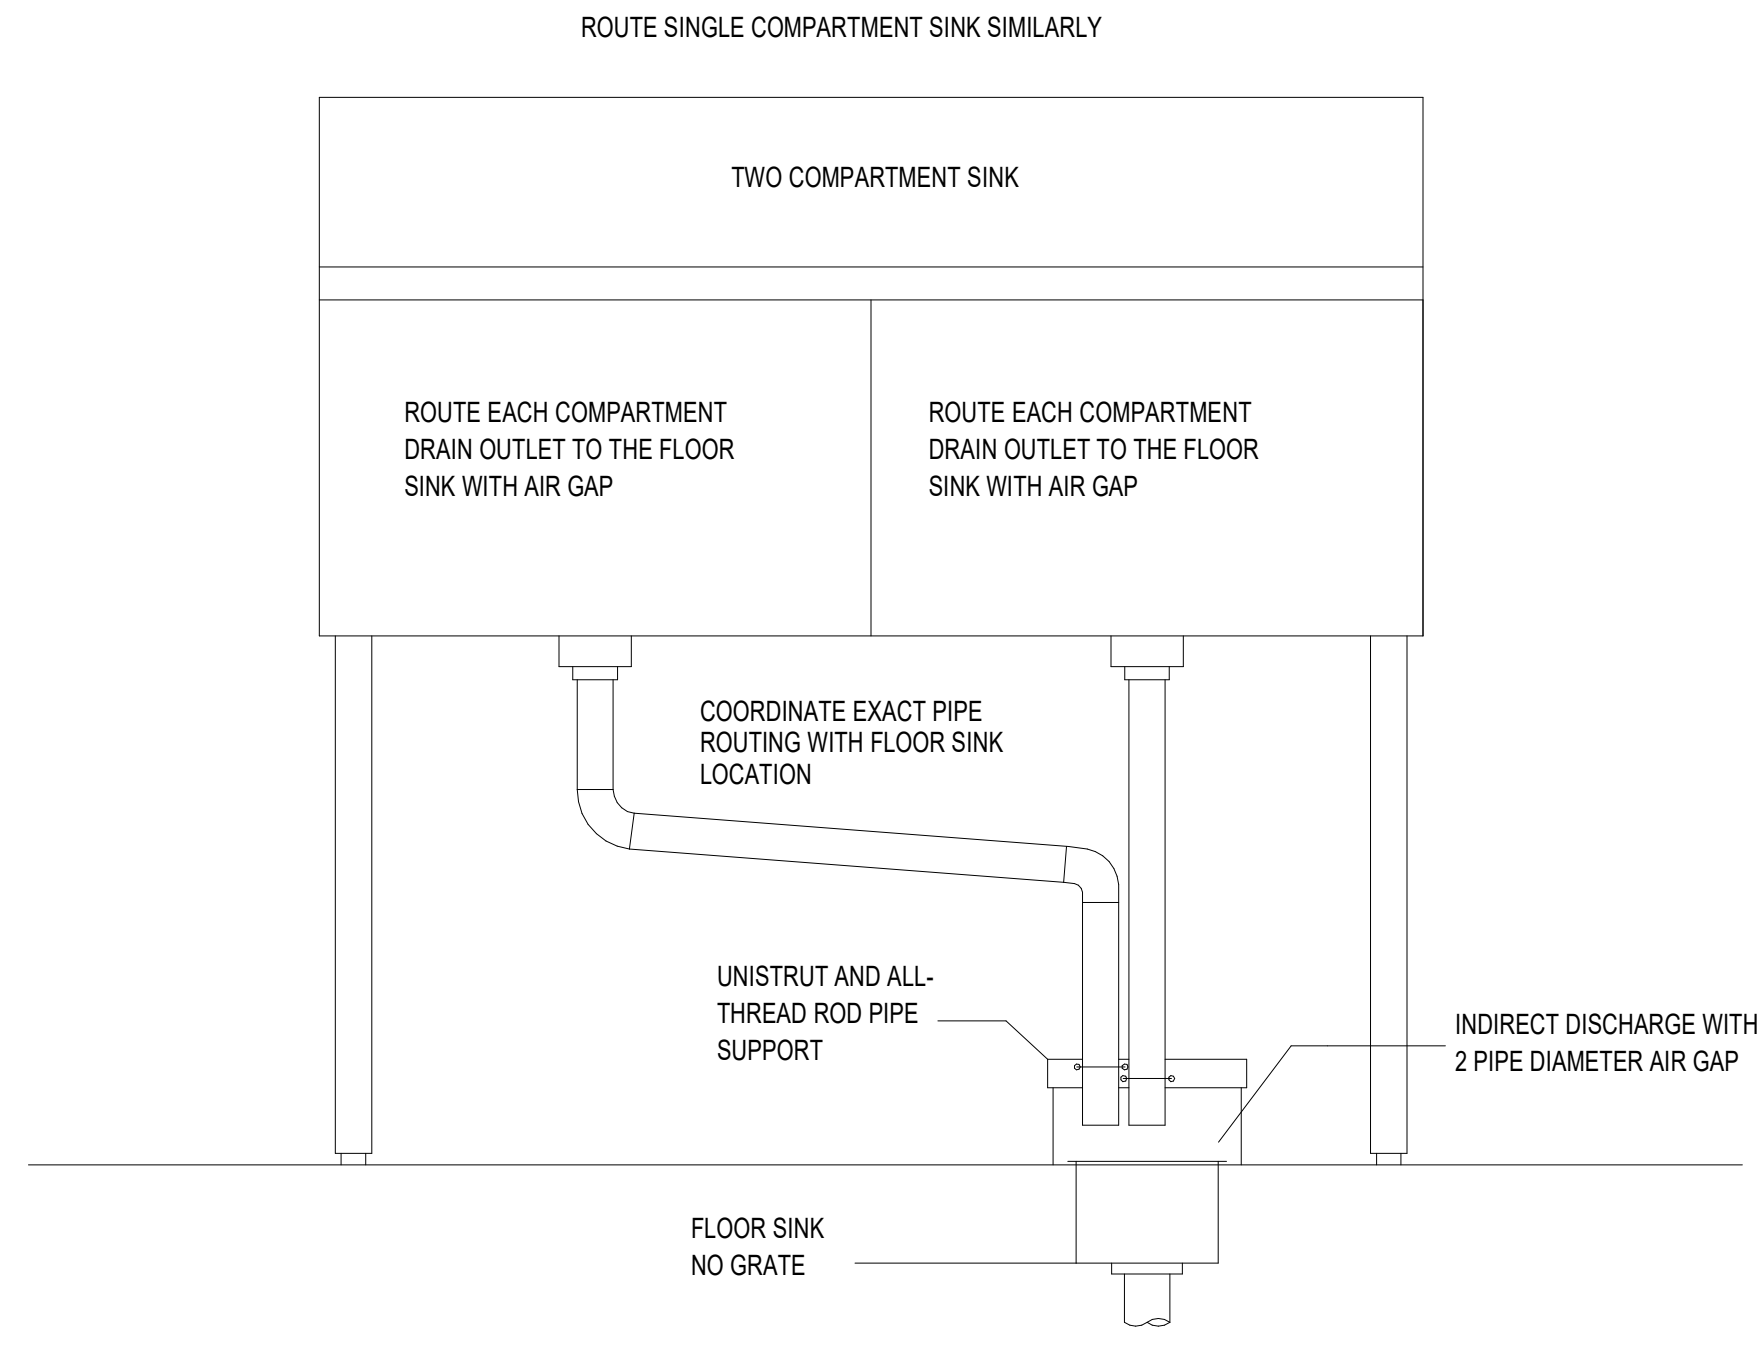 ROUTE SINGLE COMPARTMENT SINK SIMILARLY
TWO COMPARTMENT SINK
ROUTE EACH COMPARTMENT
DRAIN OUTLET TO THE FLOOR
SINK WITH AIR GAP
ROUTE EACH COMPARTMENT
DRAIN OUTLET TO THE FLOOR
SINK WITH AIR GAP
COORDINATE EXACT PIPE
ROUTING WITH FLOOR SINK
LOCATION
UNISTRUT AND ALL-
THREAD ROD PIPE
SUPPORT
INDIRECT DISCHARGE WITH
2 PIPE DIAMETER AIR GAP
FLOOR SINK
NO GRATE